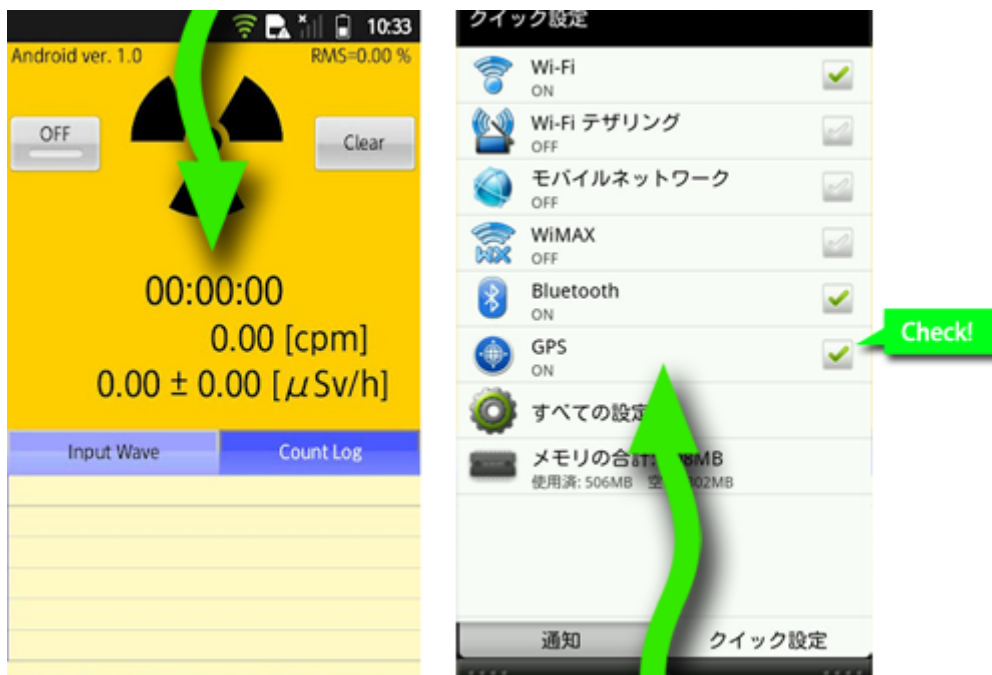 10:33
Android ver. 1.0
RMS=0.00 %
OFF
Clear
00:00:00
0.00 [cpm]
0.00 ± 0.00 [μSv/h]
Input Wave
Count Log
クイック設定
Wi-Fi
ON
Wi-Fi テザリング
OFF
モバイルネットワーク
OFF
WiMAX
OFF
Bluetooth
ON
GPS
ON
Check!
すべての設定
メモリの合計:
使用済: 506MB
通知
クイック設定